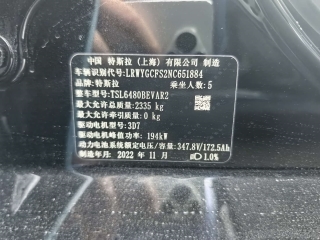 中国 特斯拉（上海）有限公司 制造
车辆识别代号:LRWYGCFS2NC651884
品牌:特斯拉 乘坐人数:5
整车型号:TSL6480BEVAR2
最大允许总质量:2335 kg
最大允许牵引质量:0 kg
驱动电机型号:3D7
驱动电机峰值功率: 194kW
动力电池系统额定电压/容量:347.8V/172.5Ah
制造年月: 2022 年 11 月 1.0%